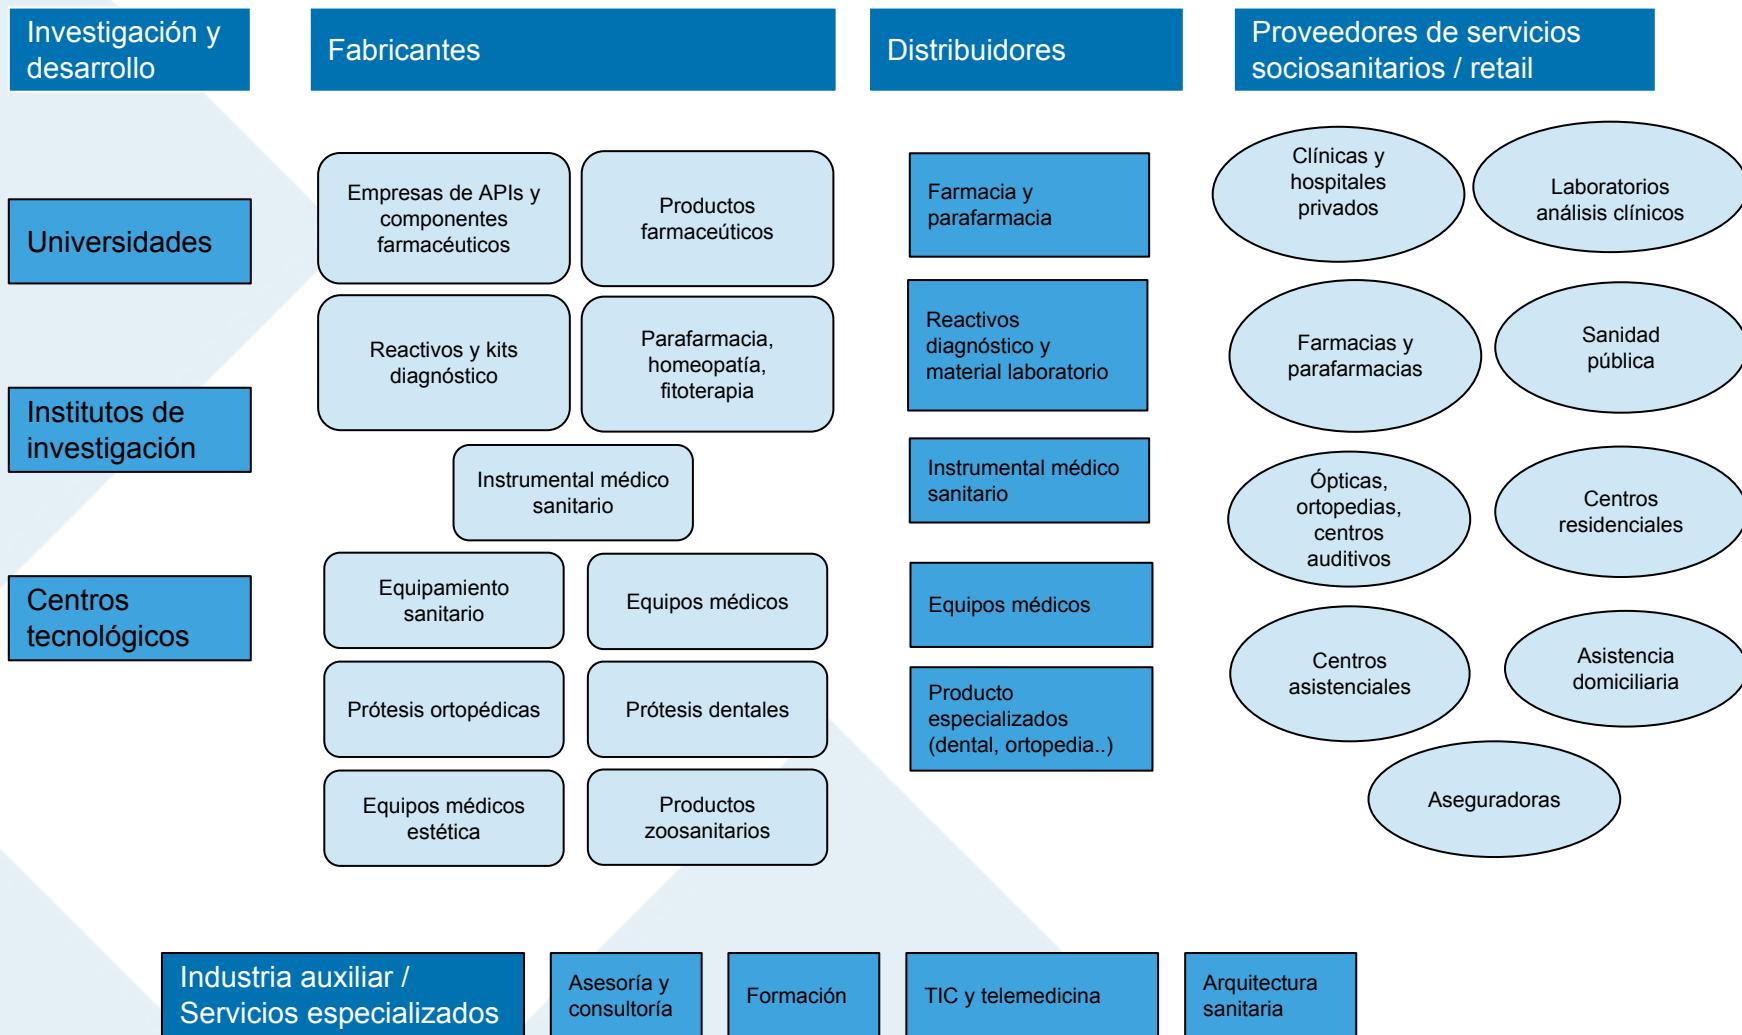 Investigación y
desarrollo
Fabricantes
Distribuidores
Proveedores de servicios
sociosanitarios / retail
Universidades
Institutos de
investigación
Centros
tecnológicos
Empresas de APIs y
componentes
farmacéuticos
Productos
farmaceúticos
Reactivos y kits
diagnóstico
Parafarmacia,
homeopatía,
fitoterapia
Instrumental médico
sanitario
Equipamiento
sanitario
Equipos médicos
Prótesis ortopédicas
Prótesis dentales
Equipos médicos
estética
Productos
zoosanitarios
Farmacia y
parafarmacia
Reactivos
diagnóstico y
material laboratorio
Instrumental médico
sanitario
Equipos médicos
Producto
especializados
(dental, ortopedia..)
Clínicas y
hospitales
privados
Laboratorios
análisis clínicos
Farmacias y
parafarmacias
Sanidad
pública
Ópticas,
ortopedias,
centros
auditivos
Centros
residenciales
Centros
asistenciales
Asistencia
domiciliaria
Aseguradoras
Industria auxiliar /
Servicios especializados
Asesoría y
consultoría
Formación
TIC y telemedicina
Arquitectura
sanitaria